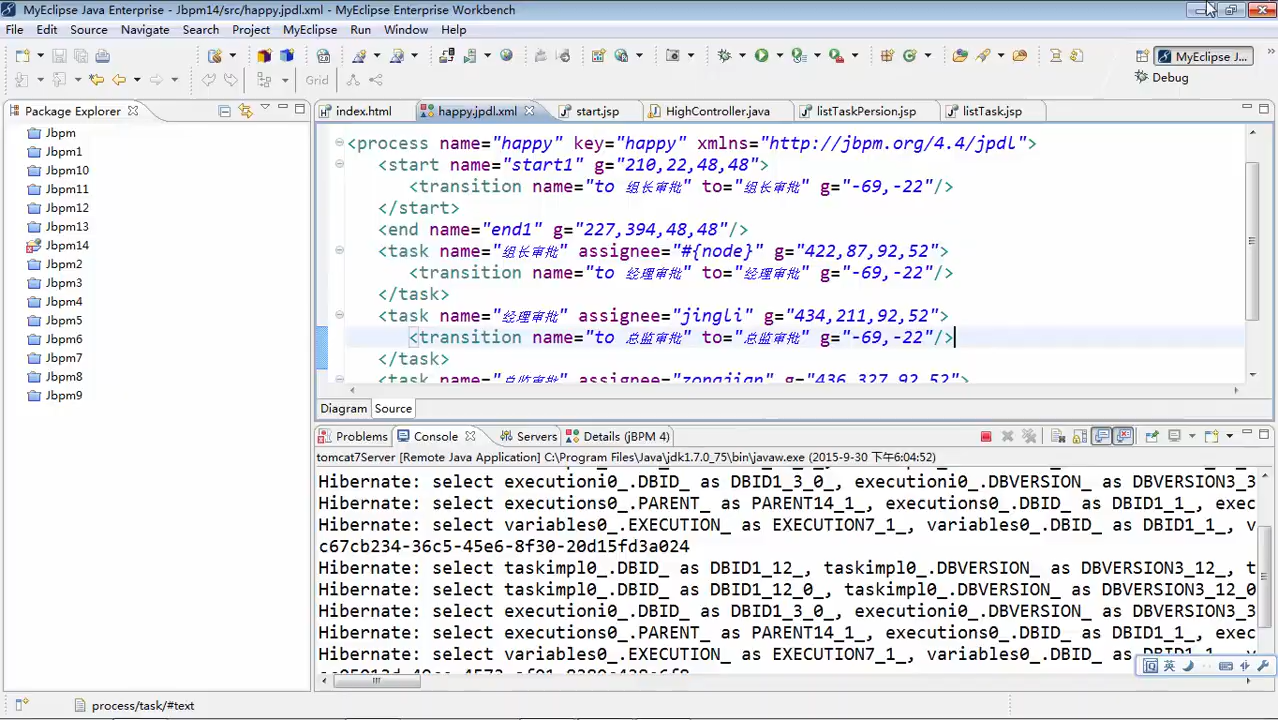 MyEclipse Java Enterprise - Jbpm14/src/happy.jpdl.xml - MyEclipse Enterprise Workbench
File Edit Source Navigate Search Project MyEclipse Run Window Help
MyEclipse J...
Grid
Debug
Package Explorer
index.html happy.jpdl.xml start.jsp HighController.java listTaskPersion.jsp listTask.jsp
Jbpm
Jbpm1
Jbpm10
Jbpm11
Jbpm12
Jbpm13
Jbpm14
Jbpm2
Jbpm3
Jbpm4
Jbpm5
Jbpm6
Jbpm7
Jbpm8
Jbpm9
<process name="happy" key="happy" xmlns="http://jbpm.org/4.4/jpdl">
<start name="start1" g="210,22,48,48">
<transition name="to 组长审批" to="组长审批" g="-69,-22"/>
</start>
<end name="end1" g="227,394,48,48"/>
<task name="组长审批" assignee="#{node}" g="422,87,92,52">
<transition name="to 经理审批" to="经理审批" g="-69,-22"/>
</task>
<task name="经理审批" assignee="jingli" g="434,211,92,52">
<transition name="to 总监审批" to="总监审批" g="-69,-22"/>
</task>
<task name="总监审批" assignee="zongjian" g="436,327,92,52">
Diagram Source
Problems Console Servers Details (jBPM 4)
tomcat7Server [Remote Java Application] C:\Program Files\Java\jdk1.7.0_75\bin\javaw.exe (2015-9-30 下午6:04:52)
Hibernate: select executioni0_.DBID_ as DBID1_3_0_, executioni0_.DBVERSION_ as DBVERSION3_3
Hibernate: select executions0_.PARENT_ as PARENT14_1_, executions0_.DBID_ as DBID1_1_, exec
Hibernate: select variables0_.EXECUTION_ as EXECUTION7_1_, variables0_.DBID_ as DBID1_1_, v
c67cb234-36c5-45e6-8f30-20d15fd3a024
Hibernate: select taskimpl0_.DBID_ as DBID1_12_, taskimpl0_.DBVERSION_ as DBVERSION3_12_, t
Hibernate: select taskimpl0_.DBID_ as DBID1_12_0_, taskimpl0_.DBVERSION_ as DBVERSION3_12_0
Hibernate: select executioni0_.DBID_ as DBID1_3_0_, executioni0_.DBVERSION_ as DBVERSION3_3
Hibernate: select executions0_.PARENT_ as PARENT14_1_, executions0_.DBID_ as DBID1_1_, exec
Hibernate: select variables0_.EXECUTION_ as EXECUTION7_1_, variables0_.DBID_ as DBID1_1_, v
英
process/task/#text